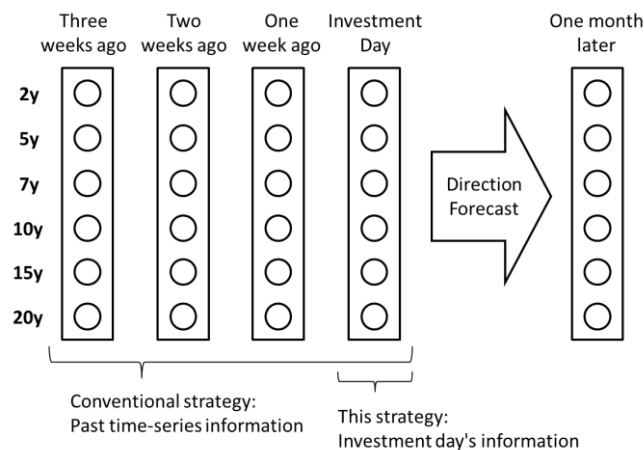 Three
weeks ago
Two
weeks ago
One
week ago
Investment
Day
One month
later
2y
5y
7y
10y
15y
20y
Direction
Forecast
Conventional strategy:
Past time-series information
This strategy:
Investment day's information